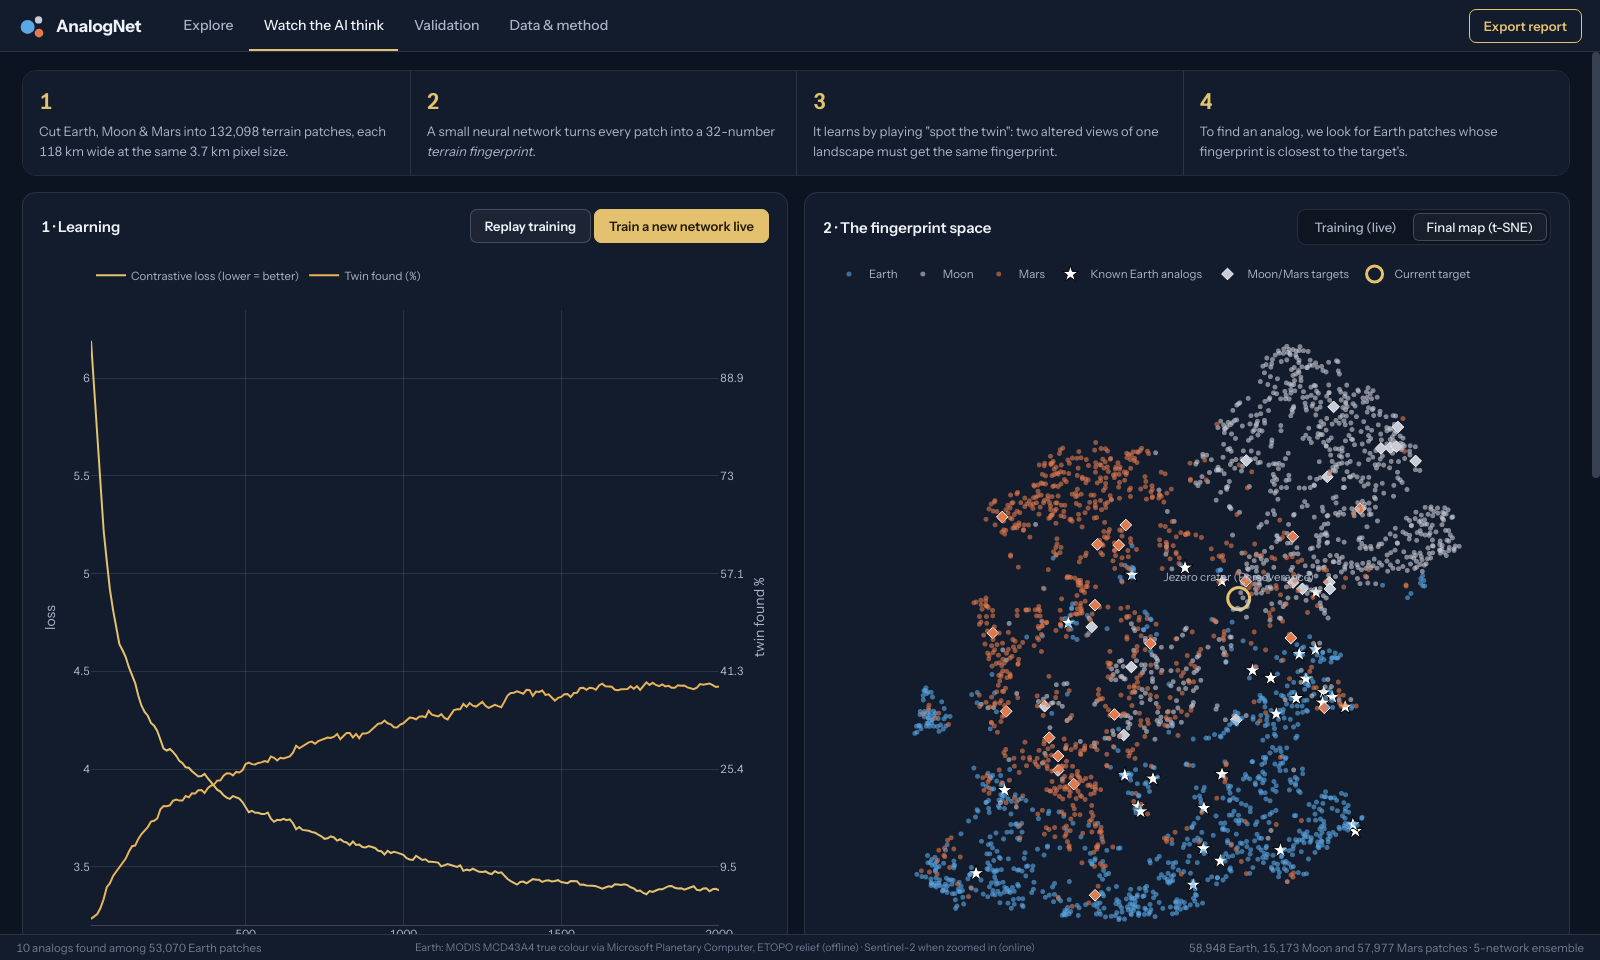 AnalogNet
Explore
Watch the AI think
Validation
Data & method
Export report
1
Cut Earth, Moon & Mars into 132,098 terrain patches, each
118 km wide at the same 3.7 km pixel size.
2
A small neural network turns every patch into a 32-number
terrain fingerprint.
3
It learns by playing "spot the twin": two altered views of one
landscape must get the same fingerprint.
4
To find an analog, we look for Earth patches whose
fingerprint is closest to the target's.
1 · Learning
Replay training
Train a new network live
Contrastive loss (lower = better)
Twin found (%)
6
5.5
5
4.5
4
3.5
loss
88.9
73
57.1
41.3
25.4
9.5
twin found %
500
1000
1500
2000
2 · The fingerprint space
Training (live)
Final map (t-SNE)
Earth
Moon
Mars
Known Earth analogs
Moon/Mars targets
Current target
Jezero crater (Perseverance)
10 analogs found among 53,070 Earth patches
Earth: MODIS MCD43A4 true colour via Microsoft Planetary Computer, ETOPO relief (offline) · Sentinel-2 when zoomed in (online)
58,948 Earth, 15,173 Moon and 57,977 Mars patches · 5-network ensemble